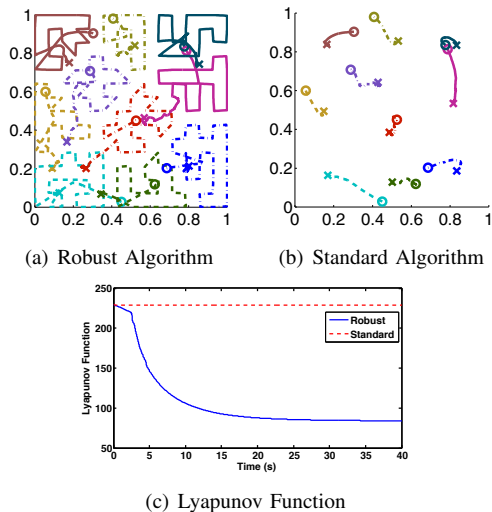 1
0.8
0.6
0.4
0.2
0
0 0.2 0.4 0.6 0.8 1
(a) Robust Algorithm
1
0.8
0.6
0.4
0.2
0
0 0.2 0.4 0.6 0.8 1
(b) Standard Algorithm
Lyapunov Function
250
200
150
100
50
0 5 10 15 20 25 30 35 40
Time (s)
Robust
Standard
(c) Lyapunov Function